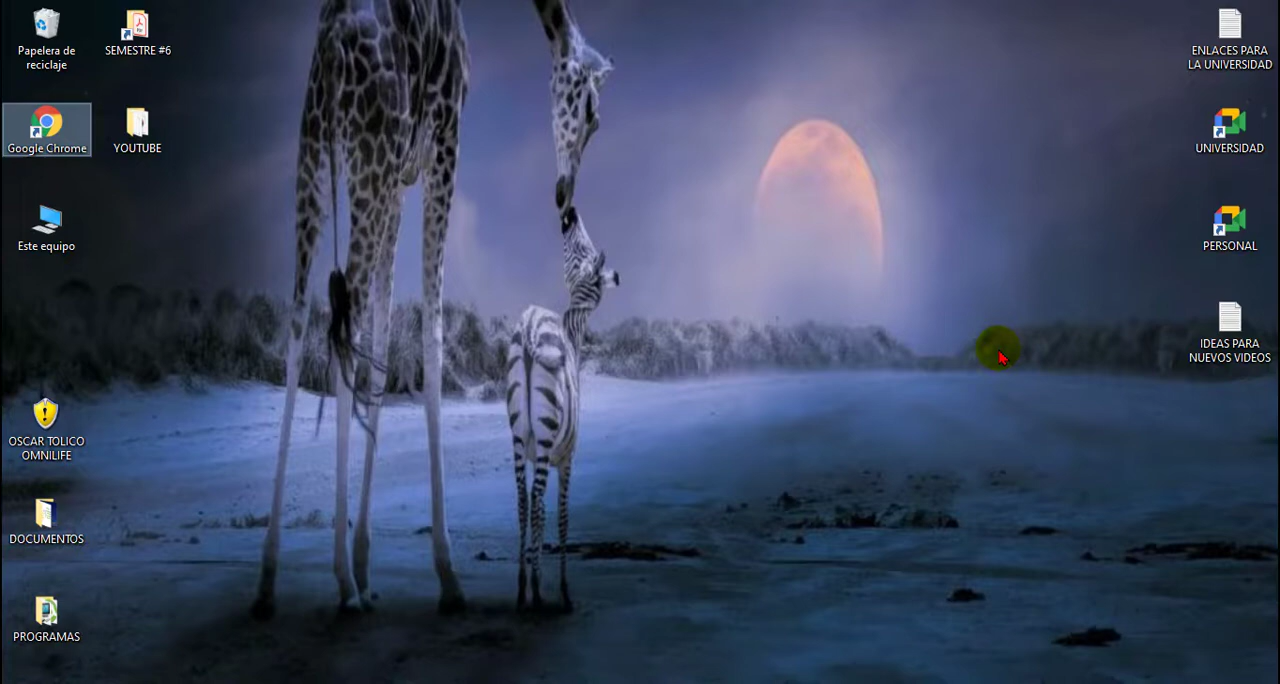 Papelera de
reciclaje
SEMESTRE #6
Google Chrome
YOUTUBE
Este equipo
OSCAR TOLICO
OMNILIFE
DOCUMENTOS
PROGRAMAS
ENLACES PARA
LA UNIVERSIDAD
UNIVERSIDAD
PERSONAL
IDEAS PARA
NUEVOS VIDEOS